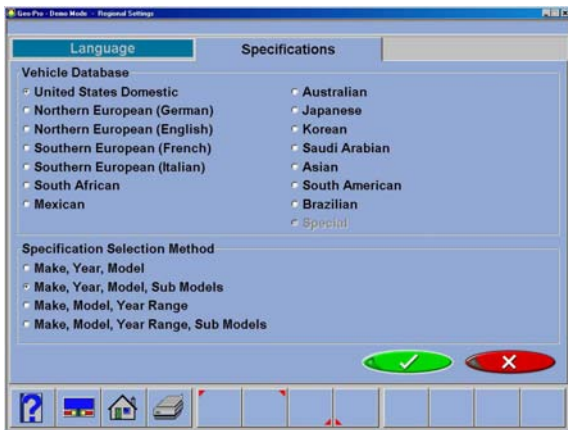 Geo-Pro - Demo Mode - Regional Settings
Language
Specifications
Vehicle Database
United States Domestic
Northern European (German)
Northern European (English)
Southern European (French)
Southern European (Italian)
South African
Mexican
Australian
Japanese
Korean
Saudi Arabian
Asian
South American
Brazilian
Special
Specification Selection Method
Make, Year, Model
Make, Year, Model, Sub Models
Make, Model, Year Range
Make, Model, Year Range, Sub Models
?